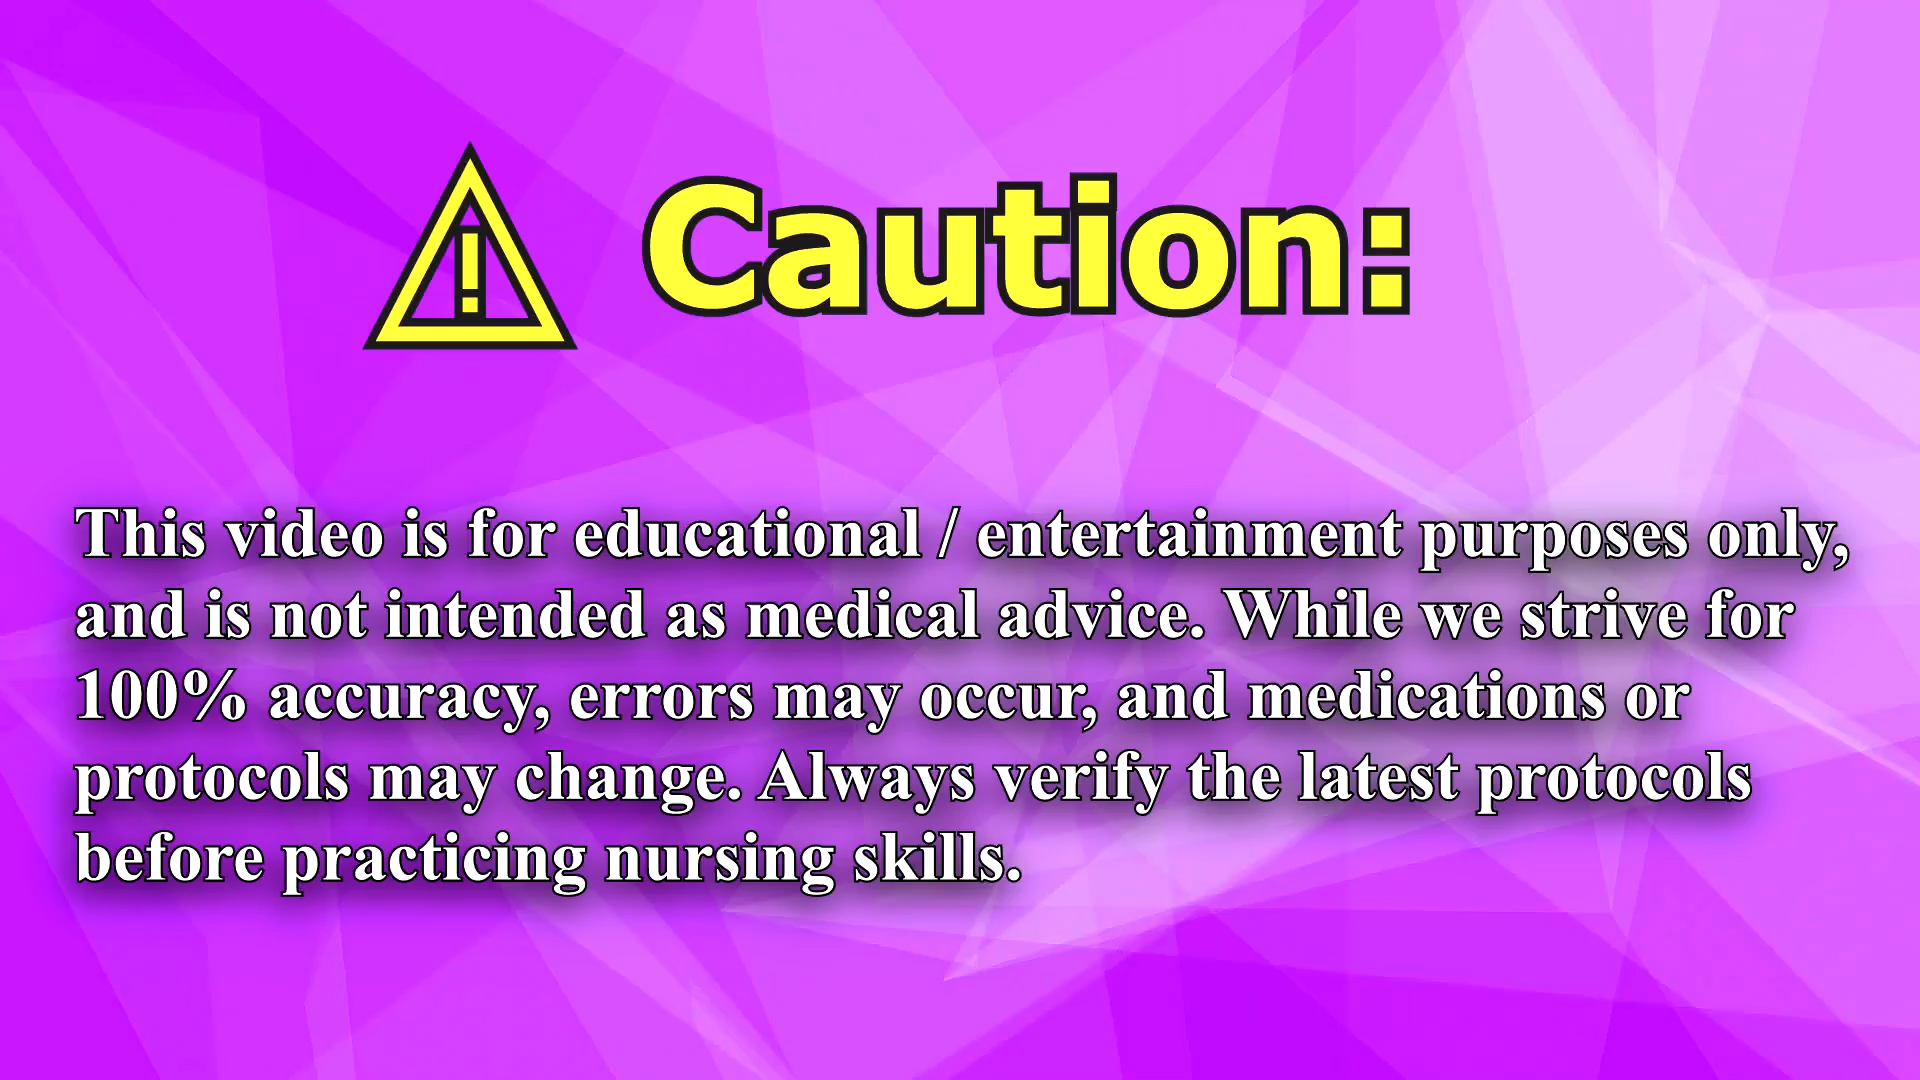 Caution:
This video is for educational / entertainment purposes only,
and is not intended as medical advice. While we strive for
100% accuracy, errors may occur, and medications or
protocols may change. Always verify the latest protocols
before practicing nursing skills.